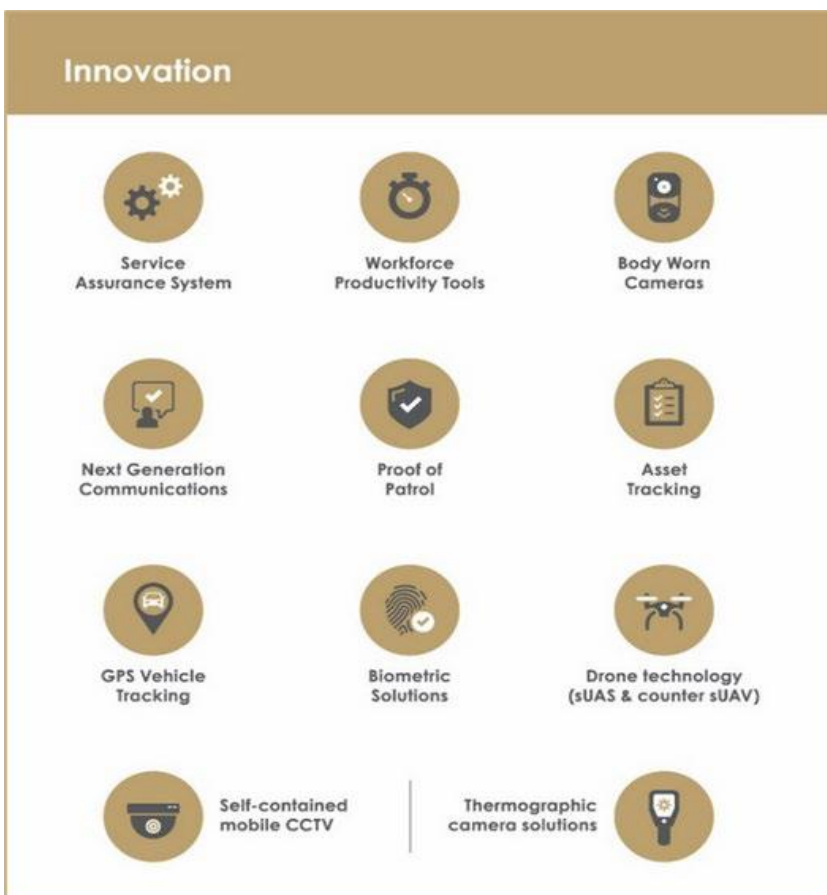 Innovation
Service
Assurance System
Workforce
Productivity Tools
Body Worn
Cameras
Next Generation
Communications
Proof of
Patrol
Asset
Tracking
GPS Vehicle
Tracking
Biometric
Solutions
Drone technology
(sUAS & counter sUAV)
Self-contained
mobile CCTV
Thermographic
camera solutions